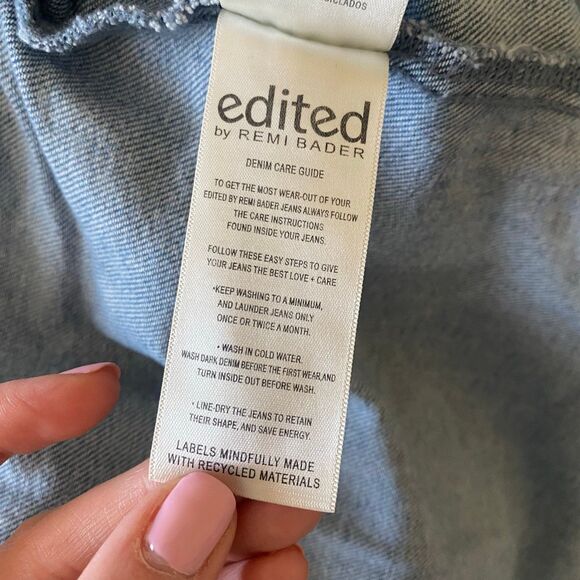 edited
by REMI BADER
DENIM CARE GUIDE
TO GET THE MOST WEAR-OUT OF YOUR
EDITED BY REMI BADER JEANS ALWAYS FOLLOW
THE CARE INSTRUCTIONS
FOUND INSIDE YOUR JEANS.
FOLLOW THESE EASY STEPS TO GIVE
YOUR JEANS THE BEST LOVE + CARE
•KEEP WASHING TO A MINIMUM,
AND LAUNDER JEANS ONLY
ONCE OR TWICE A MONTH.
• WASH IN COLD WATER.
WASH DARK DENIM BEFORE THE FIRST WEAR,AND
TURN INSIDE OUT BEFORE WASH.
• LINE-DRY THE JEANS TO RETAIN
THEIR SHAPE, AND SAVE ENERGY.
LABELS MINDFULLY MADE
WITH RECYCLED MATERIALS